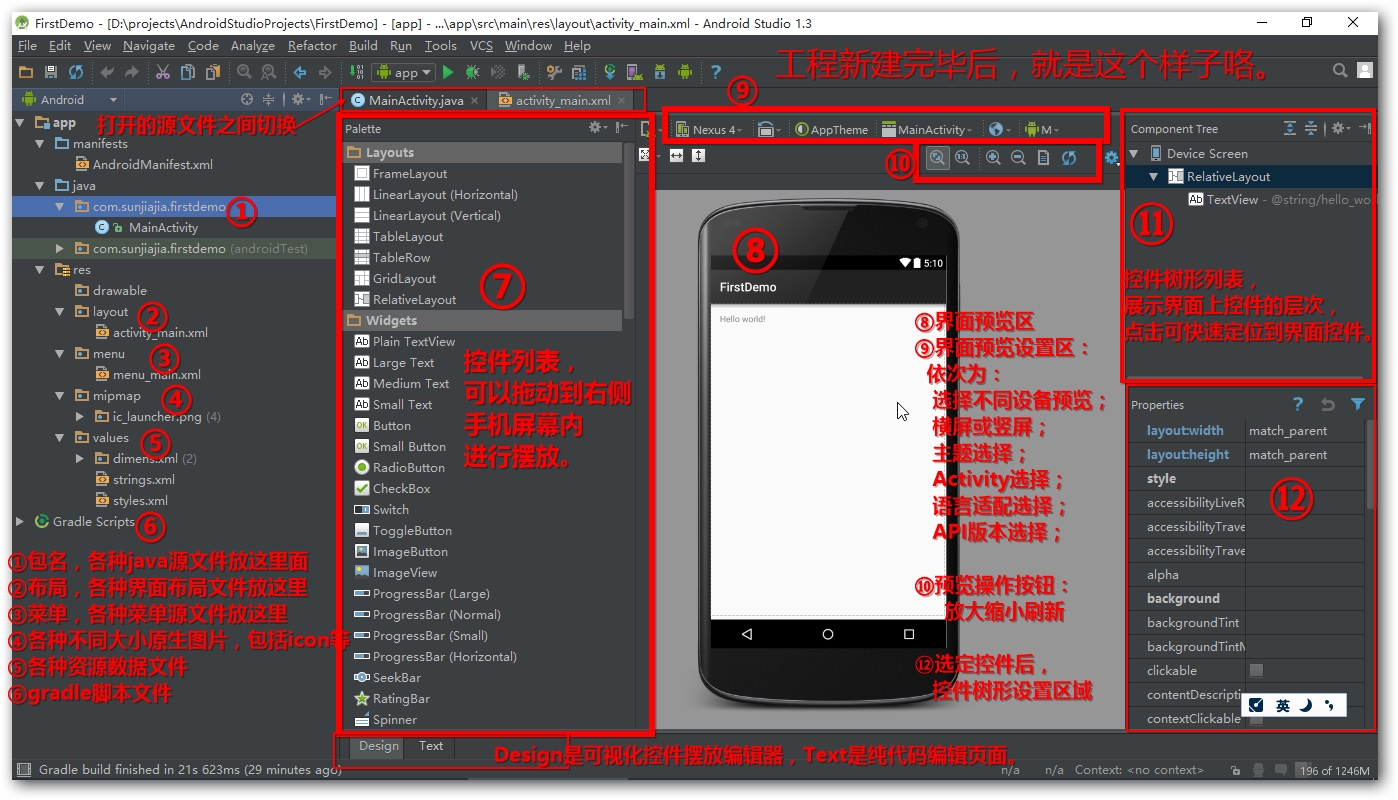 FirstDemo - [D:\projects\AndroidStudioProjects\FirstDemo] - [app] - ...\app\src\main\res\layout\activity_main.xml - Android Studio 1.3
File Edit View Navigate Code Analyze Refactor Build Run Tools VCS Window Help
app
工程新建完毕后，就是这个样子咯。
Android
MainActivity.java
activity_main.xml
打开的源文件之间切换
app
manifests
AndroidManifest.xml
java
com.sunjiajia.firstdemo ①
MainActivity
com.sunjiajia.firstdemo (androidTest)
res
drawable
layout ②
activity_main.xml
menu ③
menu_main.xml
mipmap ④
ic_launcher.png (4)
values ⑤
dimens.xml (2)
strings.xml
styles.xml
Gradle Scripts ⑥
①包名，各种java源文件放这里面
②布局，各种界面布局文件放这里
③菜单，各种菜单源文件放这里
④各种不同大小原生图片，包括icon等
⑤各种资源数据文件
⑥gradle脚本文件
Palette
Layouts
FrameLayout
LinearLayout (Horizontal)
LinearLayout (Vertical)
TableLayout
TableRow
GridLayout
RelativeLayout
⑦
Widgets
Plain TextView
Large Text
Medium Text
Small Text
Button
Small Button
RadioButton
CheckBox
Switch
ToggleButton
ImageButton
ImageView
ProgressBar (Large)
ProgressBar (Normal)
ProgressBar (Small)
ProgressBar (Horizontal)
SeekBar
RatingBar
Spinner
控件列表，
可以拖动到右侧
手机屏幕内
进行摆放。
Design Text
Design是可视化控件摆放编辑器，Text是纯代码编辑页面。
⑨
Nexus 4 AppTheme MainActivity M
⑩
⑧
5:10
FirstDemo
Hello world!
⑧界面预览区
⑨界面预览设置区：
依次为：
选择不同设备预览；
横屏或竖屏；
主题选择；
Activity选择；
语言适配选择；
API版本选择；
⑩预览操作按钮：
放大缩小刷新
⑫选定控件后，
控件树形设置区域
Component Tree
Device Screen
RelativeLayout
TextView - @string/hello_wo
⑪
控件树形列表，
展示界面上控件的层次，
点击可快速定位到界面控件。
Properties
layout:width match_parent
layout:height match_parent
style
accessibilityLiveR
accessibilityTrave
accessibilityTrave
alpha
background
backgroundTint
backgroundTintM
clickable
contentDescripti
contextClickable
⑫
英
Gradle build finished in 21s 623ms (29 minutes ago)
n/a n/a Context: <no context> 196 of 1246M